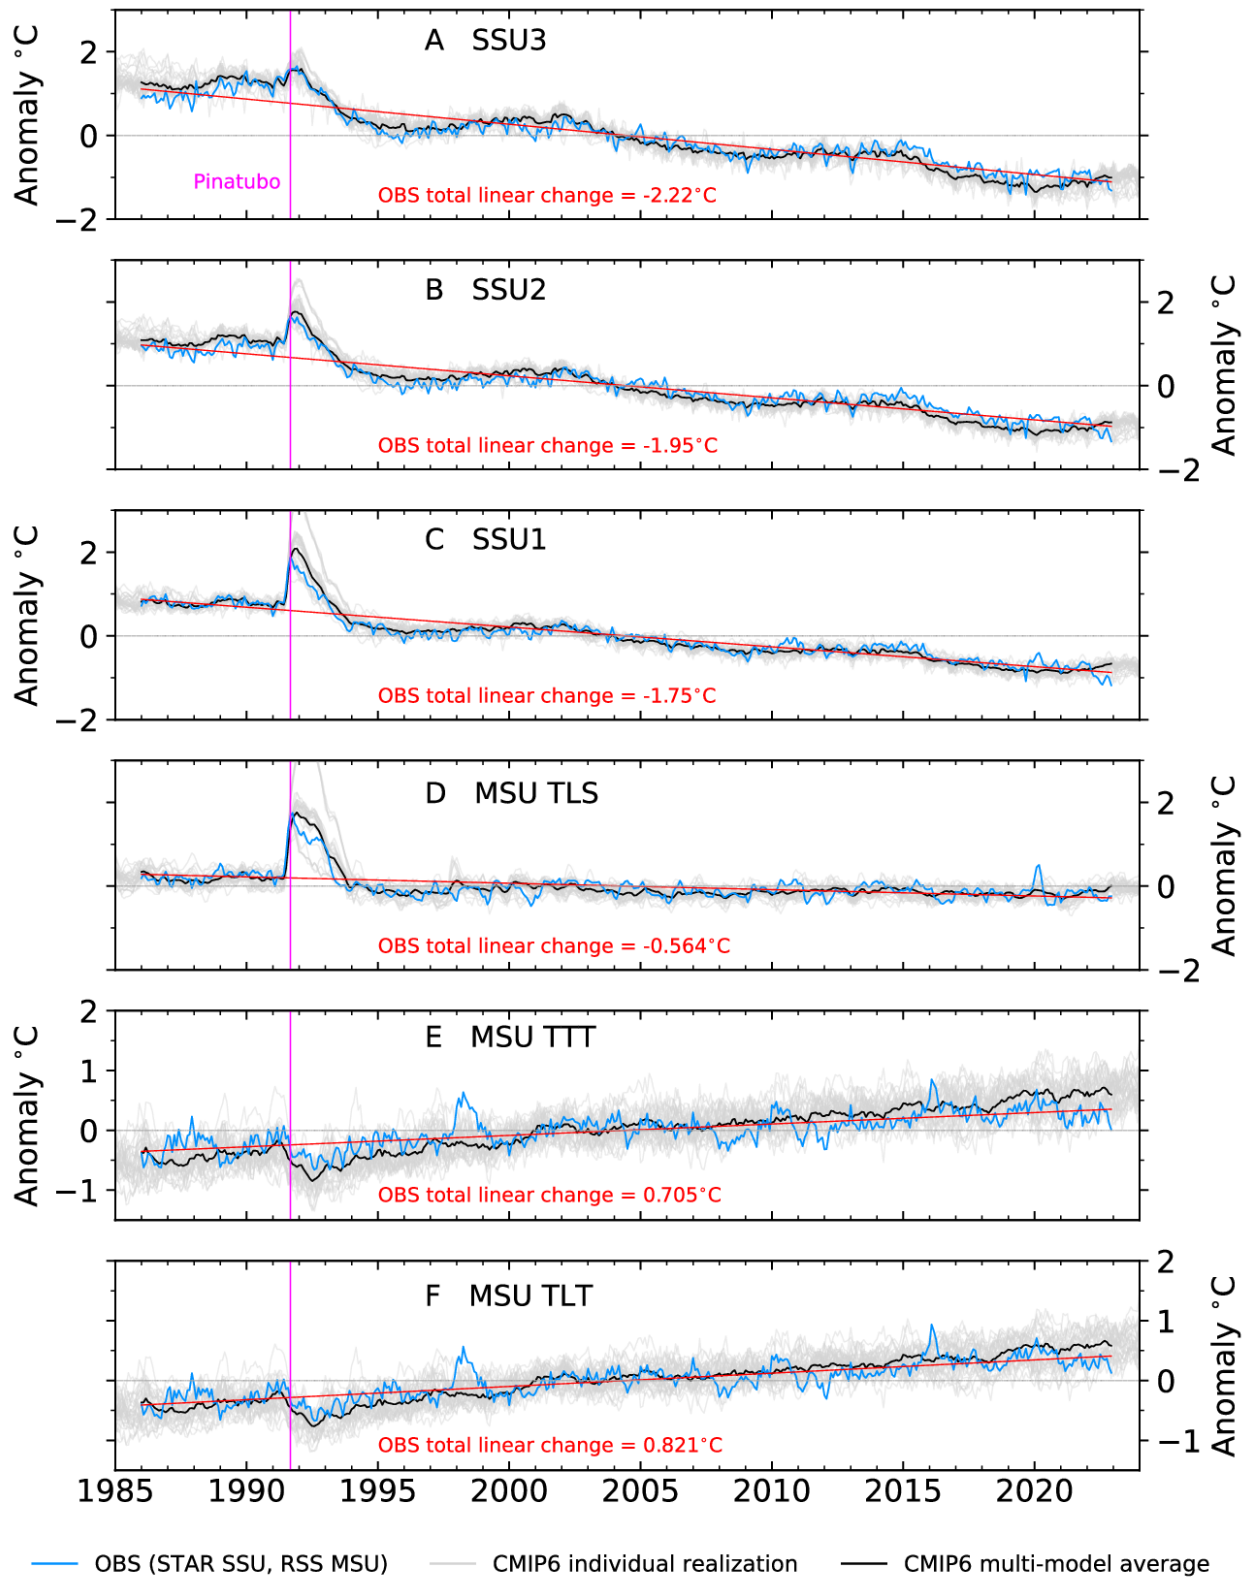 A SSU3
Anomaly °C
2
0
−2
Pinatubo
OBS total linear change = -2.22°C
B SSU2
2
0
−2
Anomaly °C
OBS total linear change = -1.95°C
C SSU1
Anomaly °C
2
0
−2
OBS total linear change = -1.75°C
D MSU TLS
2
0
−2
Anomaly °C
OBS total linear change = -0.564°C
E MSU TTT
Anomaly °C
2
1
0
−1
OBS total linear change = 0.705°C
F MSU TLT
2
1
0
−1
Anomaly °C
OBS total linear change = 0.821°C
1985 1990 1995 2000 2005 2010 2015 2020
OBS (STAR SSU, RSS MSU) CMIP6 individual realization CMIP6 multi-model average